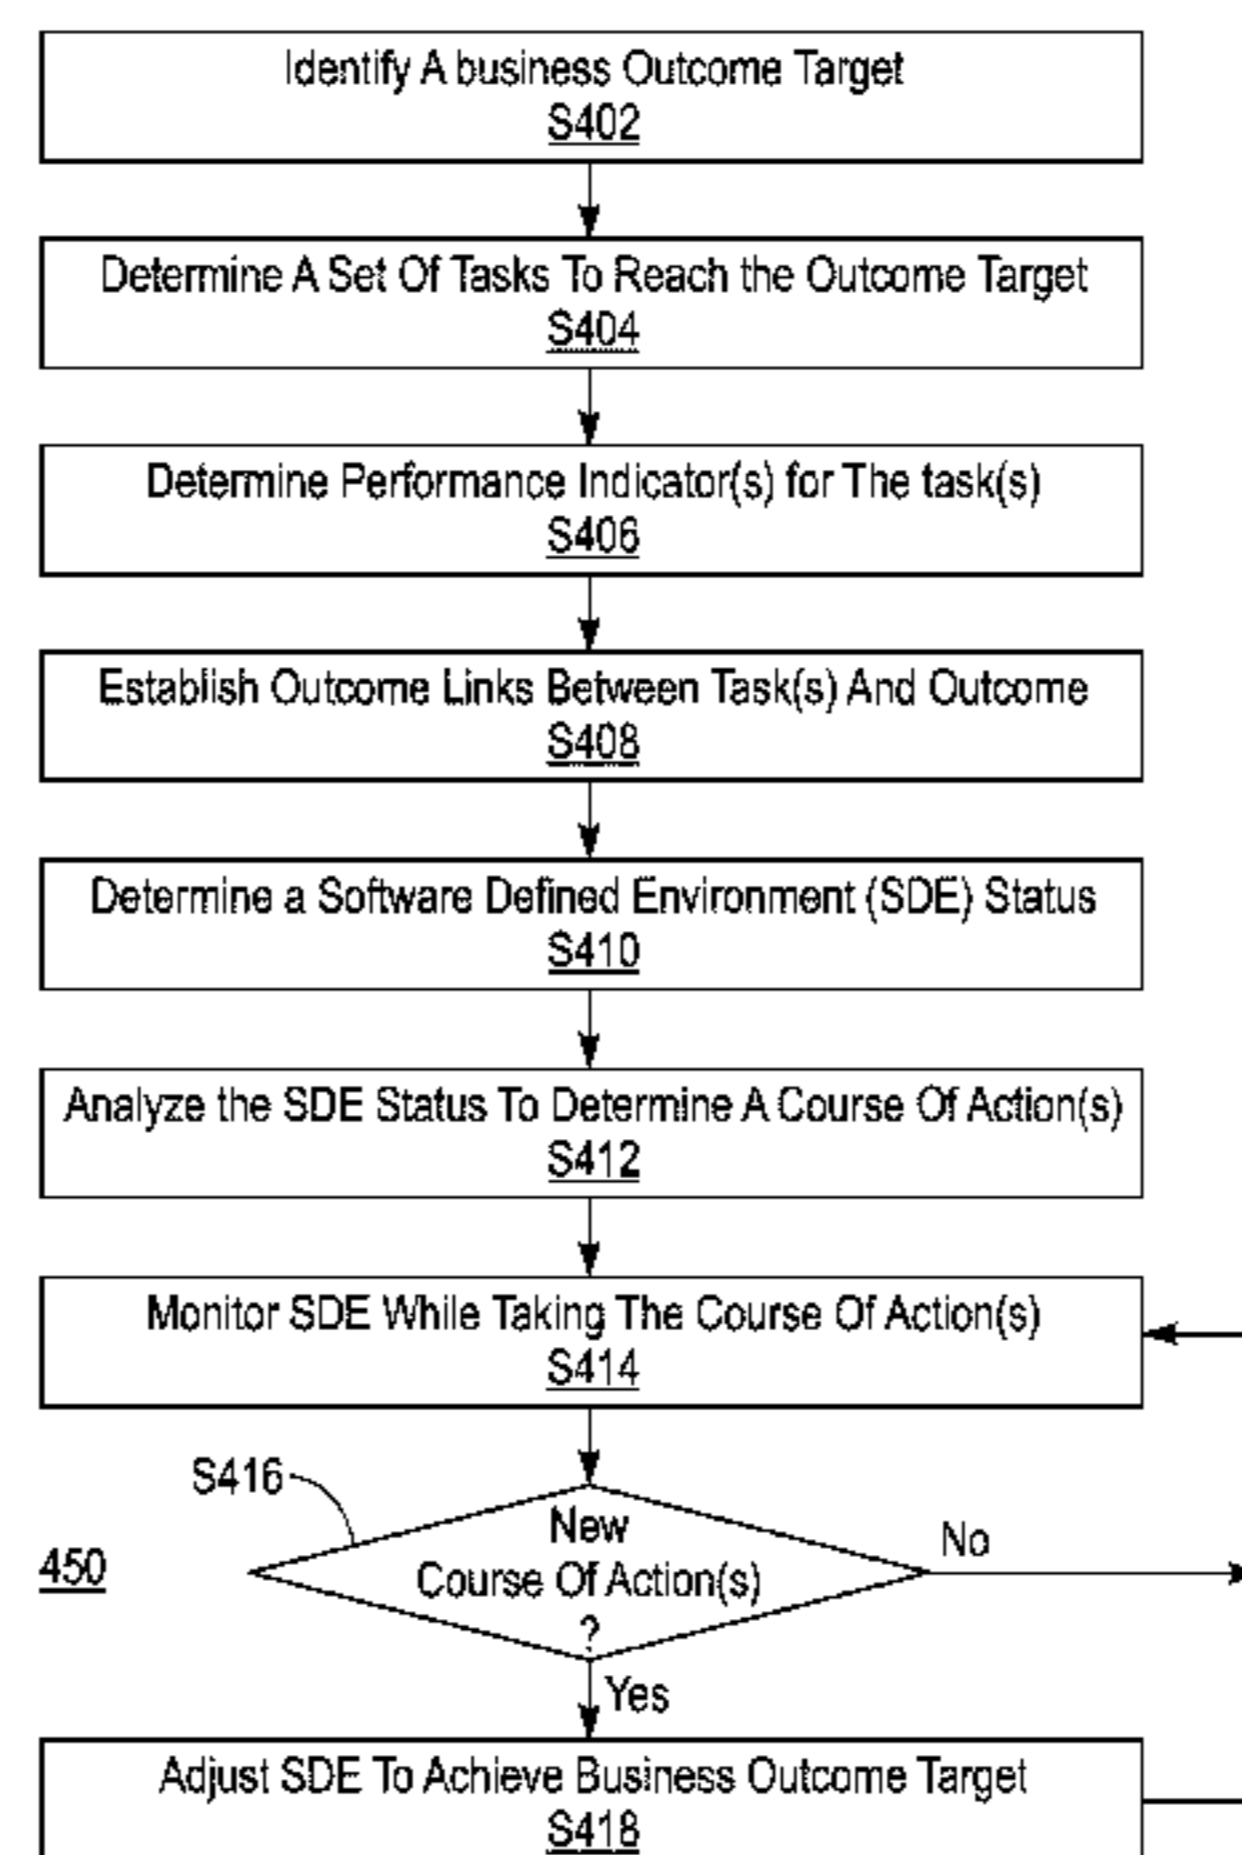 Identify A business Outcome Target
S402
Determine A Set Of Tasks To Reach the Outcome Target
S404
Determine Performance Indicator(s) for The task(s)
S406
Establish Outcome Links Between Task(s) And Outcome
S408
Determine a Software Defined Environment (SDE) Status
S410
Analyze the SDE Status To Determine A Course Of Action(s)
S412
Monitor SDE While Taking The Course Of Action(s)
S414
S416
New
Course Of Action(s)
?
No
450
Yes
Adjust SDE To Achieve Business Outcome Target
S418